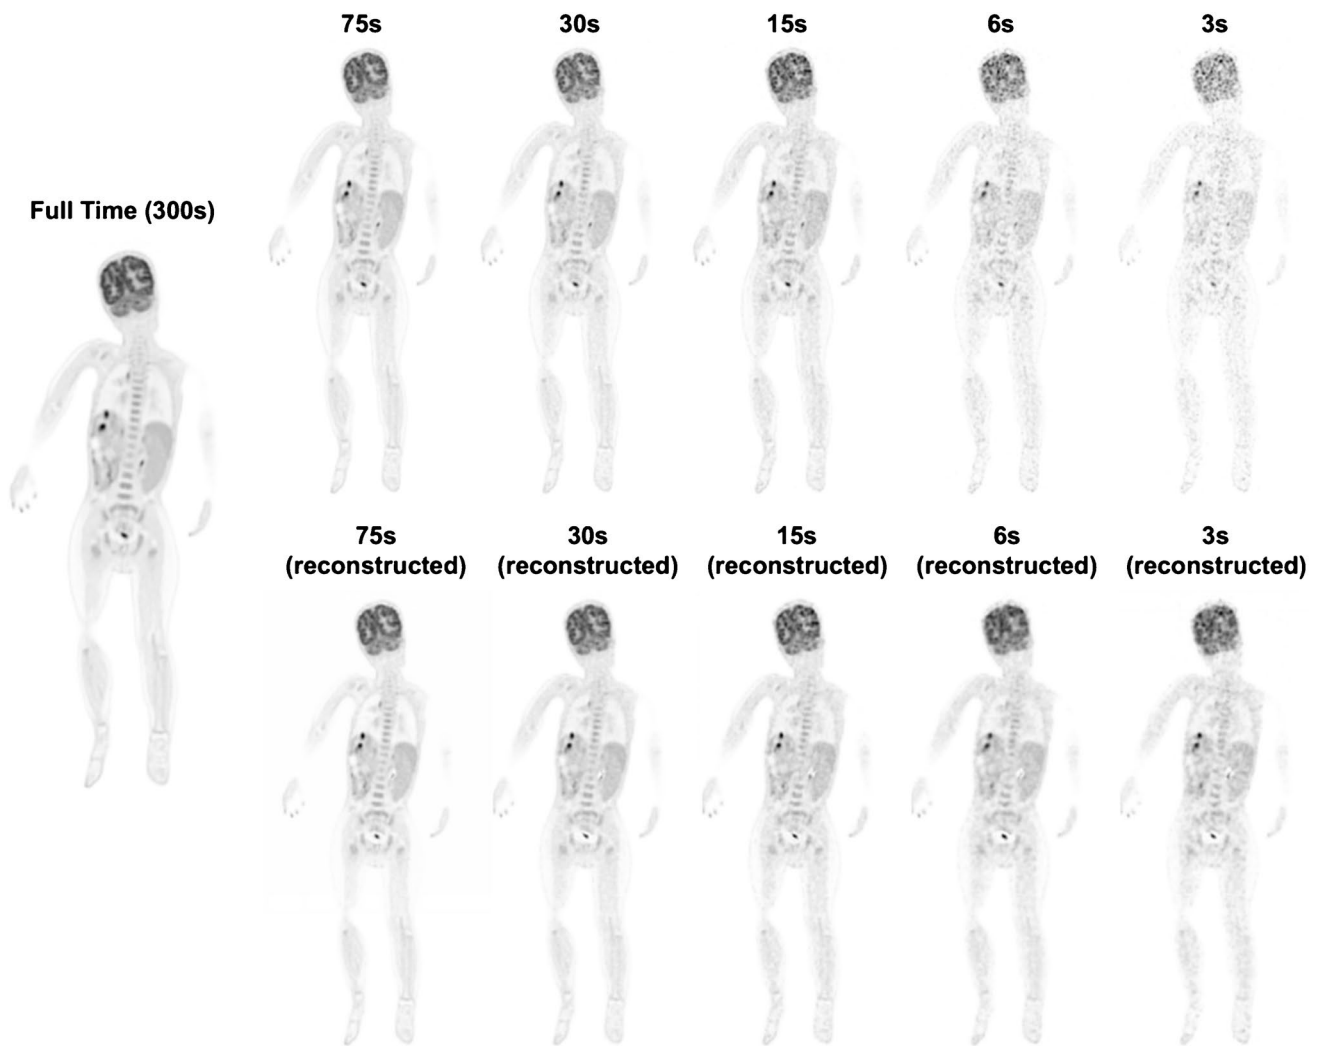 75s
30s
15s
6s
3s
Full Time (300s)
75s
(reconstructed)
30s
(reconstructed)
15s
(reconstructed)
6s
(reconstructed)
3s
(reconstructed)